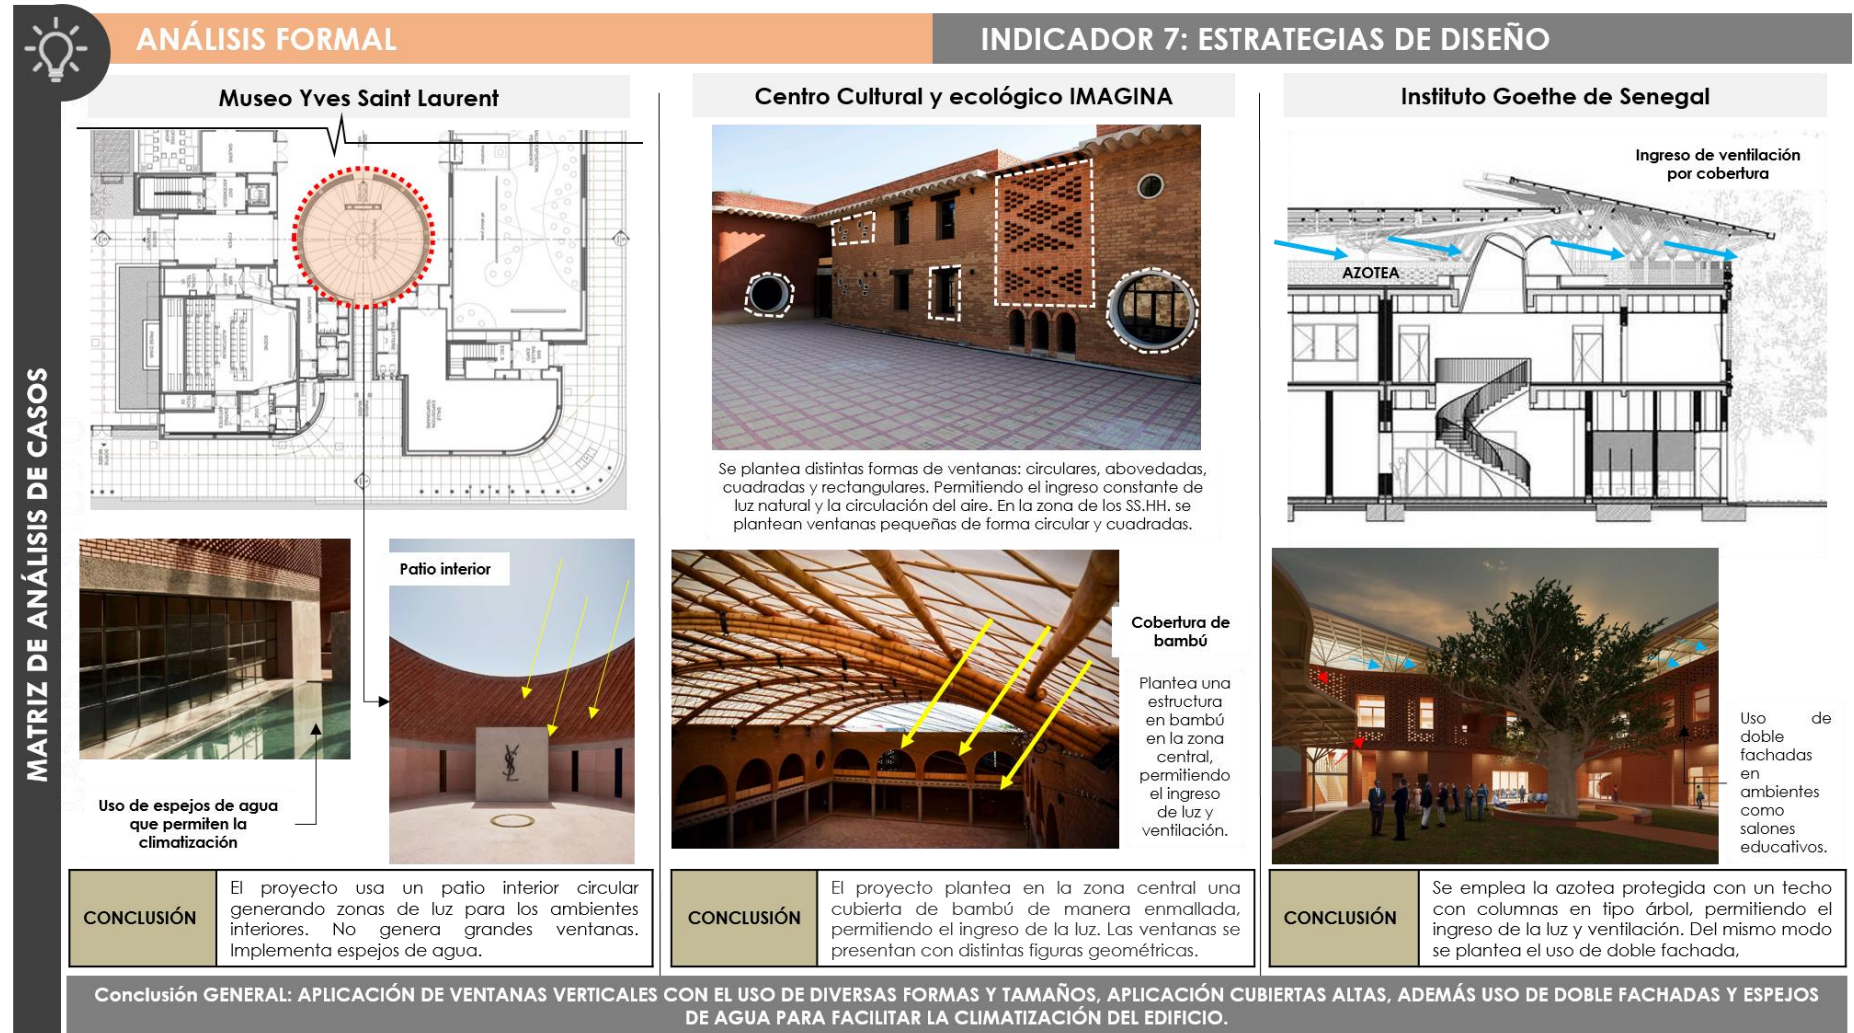 ANÁLISIS FORMAL
INDICADOR 7: ESTRATEGIAS DE DISEÑO
MATRIZ DE ANÁLISIS DE CASOS
Museo Yves Saint Laurent
Patio interior
Uso de espejos de agua
que permiten la
climatización
CONCLUSIÓN
El proyecto usa un patio interior circular
generando zonas de luz para los ambientes
interiores. No genera grandes ventanas.
Implementa espejos de agua.
Centro Cultural y ecológico IMAGINA
Se plantea distintas formas de ventanas: circulares, abovedadas,
cuadradas y rectangulares. Permitiendo el ingreso constante de
luz natural y la circulación del aire. En la zona de los SS.HH. se
plantean ventanas pequeñas de forma circular y cuadradas.
Cobertura de
bambú
Plantea una
estructura
en bambú
en la zona
central,
permitiendo
el ingreso
de luz y
ventilación.
CONCLUSIÓN
El proyecto plantea en la zona central una
cubierta de bambú de manera enmallada,
permitiendo el ingreso de la luz. Las ventanas se
presentan con distintas figuras geométricas.
Instituto Goethe de Senegal
Ingreso de ventilación
por cobertura
AZOTEA
Uso de
doble
fachadas
en
ambientes
como
salones
educativos.
CONCLUSIÓN
Se emplea la azotea protegida con un techo
con columnas en tipo árbol, permitiendo el
ingreso de la luz y ventilación. Del mismo modo
se plantea el uso de doble fachada,
Conclusión GENERAL: APLICACIÓN DE VENTANAS VERTICALES CON EL USO DE DIVERSAS FORMAS Y TAMAÑOS, APLICACIÓN CUBIERTAS ALTAS, ADEMÁS USO DE DOBLE FACHADAS Y ESPEJOS
DE AGUA PARA FACILITAR LA CLIMATIZACIÓN DEL EDIFICIO.